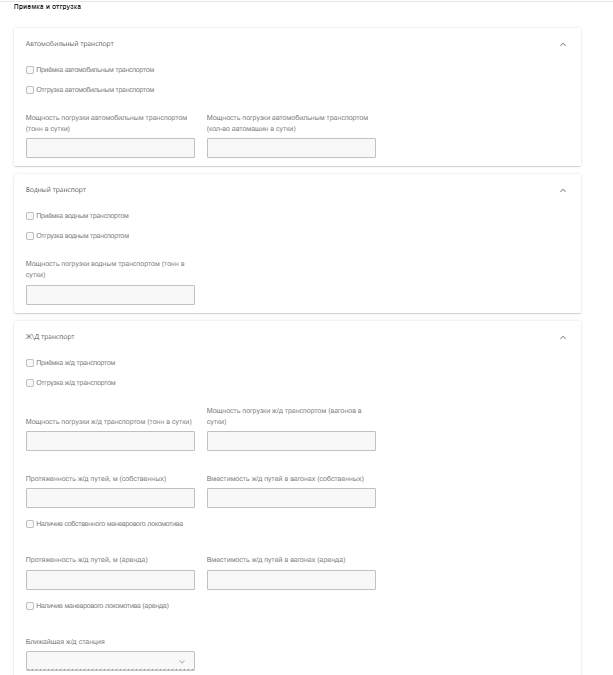 Приемка и отгрузка
Автомобильный транспорт
Приёмка автомобильным транспортом
Отгрузка автомобильным транспортом
Мощность погрузки автомобильным транспортом
(тонн в сутки)
Мощность погрузки автомобильным транспортом
(кол-во автомашин в сутки)
Водный транспорт
Приёмка водным транспортом
Отгрузка водным транспортом
Мощность погрузки водным транспортом (тонн в
сутки)
Ж\Д транспорт
Приёмка ж/д транспортом
Отгрузка ж/д транспортом
Мощность погрузки ж/д транспортом (тонн в сутки)
Мощность погрузки ж/д транспортом (вагонов в
сутки)
Протяженность ж/д путей, м (собственных)
Вместимость ж/д путей в вагонах (собственных)
Наличие собственного маневрового локомотива
Протяженность ж/д путей, м (аренда)
Вместимость ж/д путей в вагонах (аренда)
Наличие маневрового локомотива (аренда)
Ближайшая ж/д станция